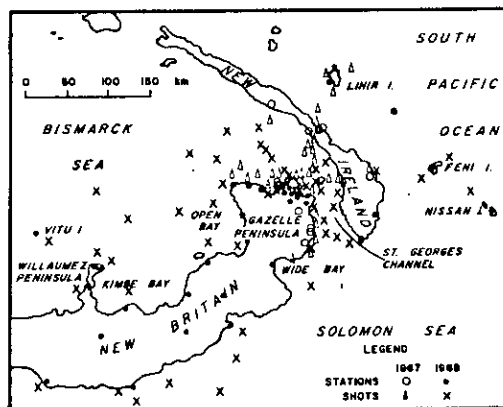 SOUTH
PACIFIC
OCEAN
NEW
IRELAND
LIHIR I.
0 50 100 150
km
BISMARCK
SEA
FENI I.
NISSAN I.
OPEN
BAY
GAZELLE
PENINSULA
VITU I
WILLAUMEZ
PENINSULA
KIMBE BAY
WIDE BAY
ST. GEORGES
CHANNEL
NEW BRITAIN
SOLOMON SEA
LEGEND
1967 1968
STATIONS
SHOTS